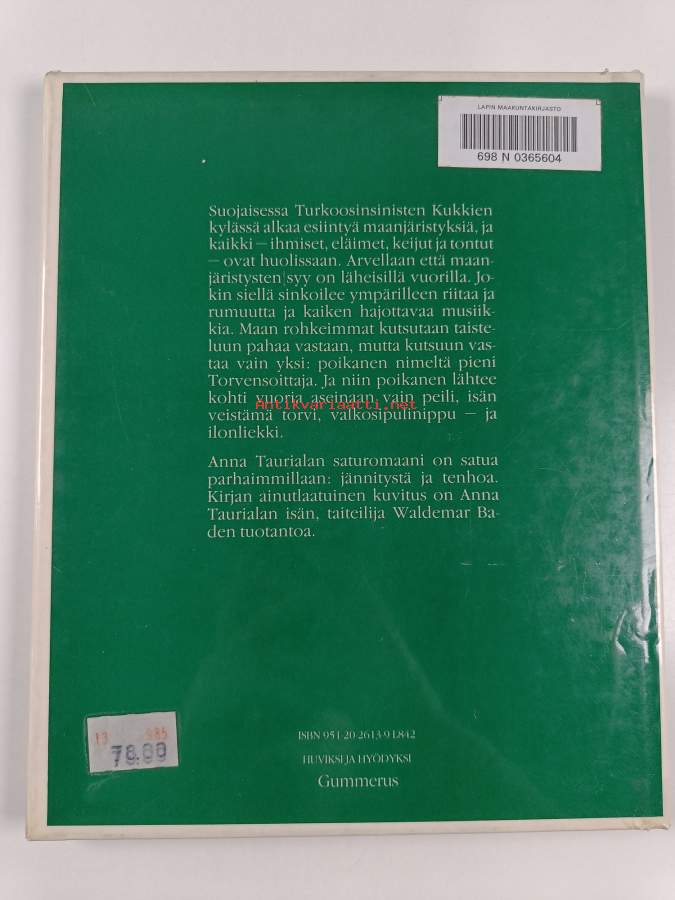 LAPIN MAAKUNTAKIRJASTO
698 N 0365604
Suojaisessa Turkoosinsinisten Kukkien
kylässä alkaa esiintyä maanjäristyksiä, ja
kaikki – ihmiset, eläimet, keijut ja tontut
– ovat huolissaan. Arvellaan että maan-
järistysten syy on läheisillä vuorilla. Jo-
kin siellä sinkoilee ympärilleen riitaa ja
rumuutta ja kaiken hajottavaa musiik-
kia. Maan rohkeimmat kutsutaan taiste-
luun pahaa vastaan, mutta kutsuun vas-
taa vain yksi: poikanen nimeltä pieni
Torvensoittaja. Ja niin poikanen lähtee
kohti vuoria aseinaan vain peili, isän
Antikvariaatti.net
veistämä torvi, valkosipulinippu – ja
ilonliekki.
Anna Taurialan saturomaani on satua
parhaimmillaan: jännitystä ja tenhoa.
Kirjan ainutlaatuinen kuvitus on Anna
Taurialan isän, taiteilija Waldemar Ba-
den tuotantoa.
ISBN 951 20 2613 9 L84.2
HUVIKSI JA HYÖDYKSI
Gummerus
13 985
78.00